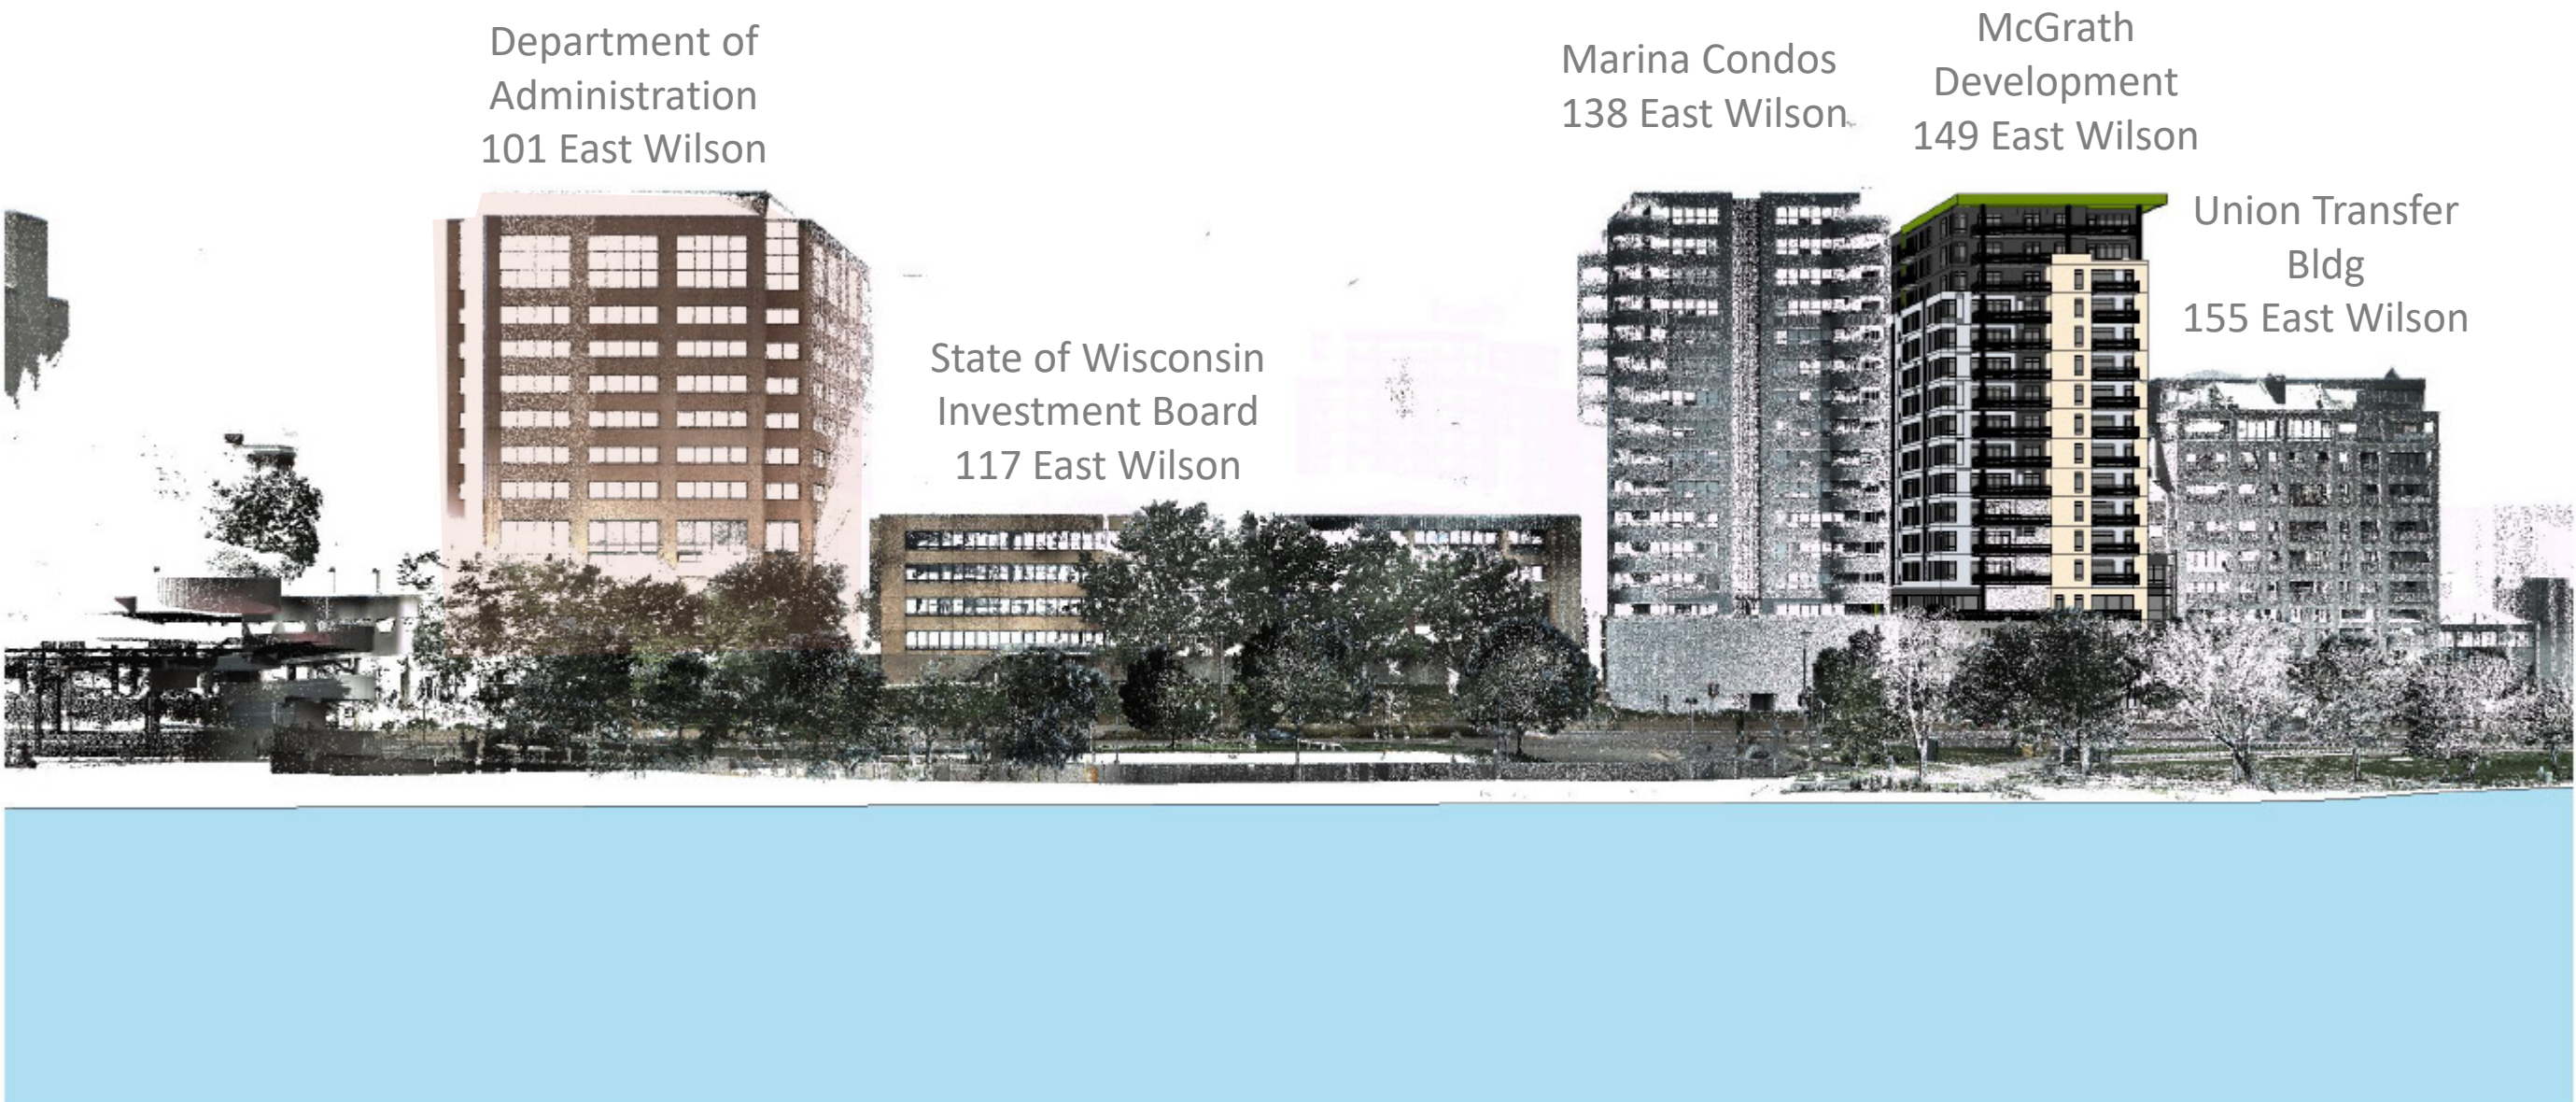 Department of
Administration
101 East Wilson
State of Wisconsin
Investment Board
117 East Wilson
Marina Condos
138 East Wilson
McGrath
Development
149 East Wilson
Union Transfer
Bldg
155 East Wilson